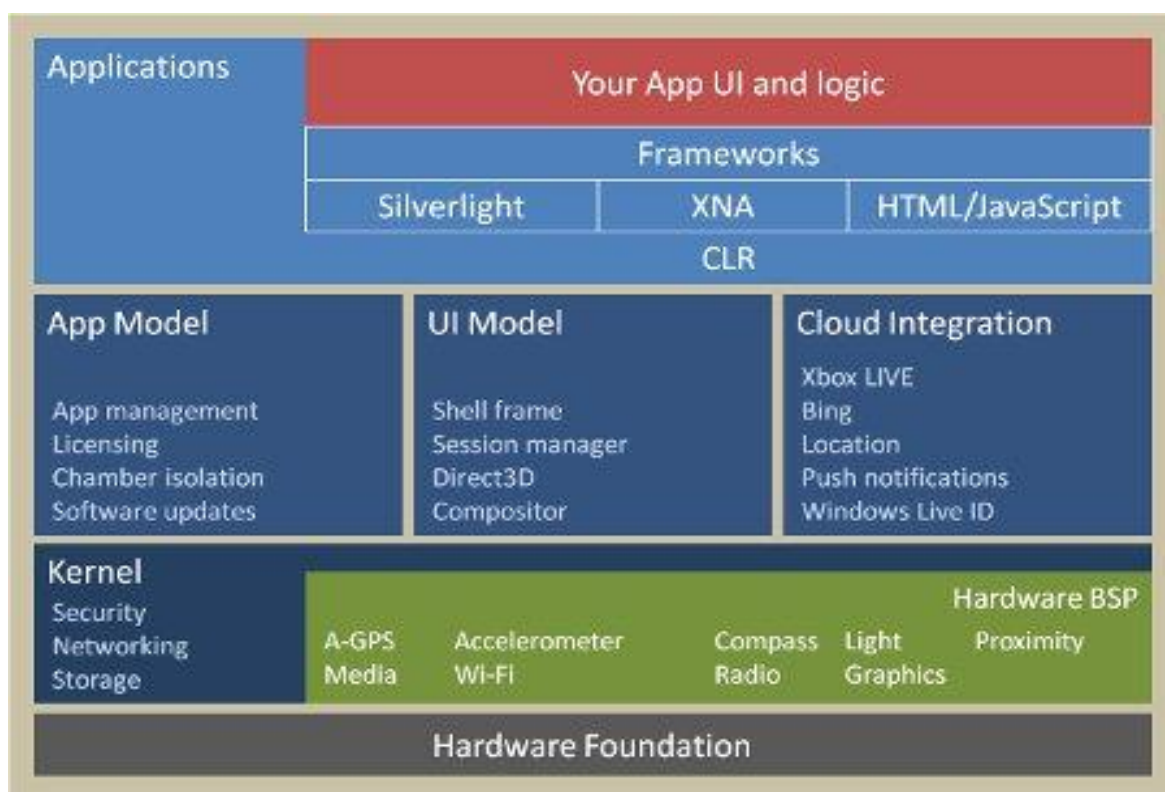 Applications
Your App UI and logic
Frameworks
Silverlight XNA HTML/JavaScript
CLR
App Model
App management
Licensing
Chamber isolation
Software updates
UI Model
Shell frame
Session manager
Direct3D
Compositor
Cloud Integration
Xbox LIVE
Bing
Location
Push notifications
Windows Live ID
Kernel
Security
Networking
Storage
Hardware BSP
A-GPS Accelerometer Compass Light Proximity
Media Wi-Fi Radio Graphics
Hardware Foundation